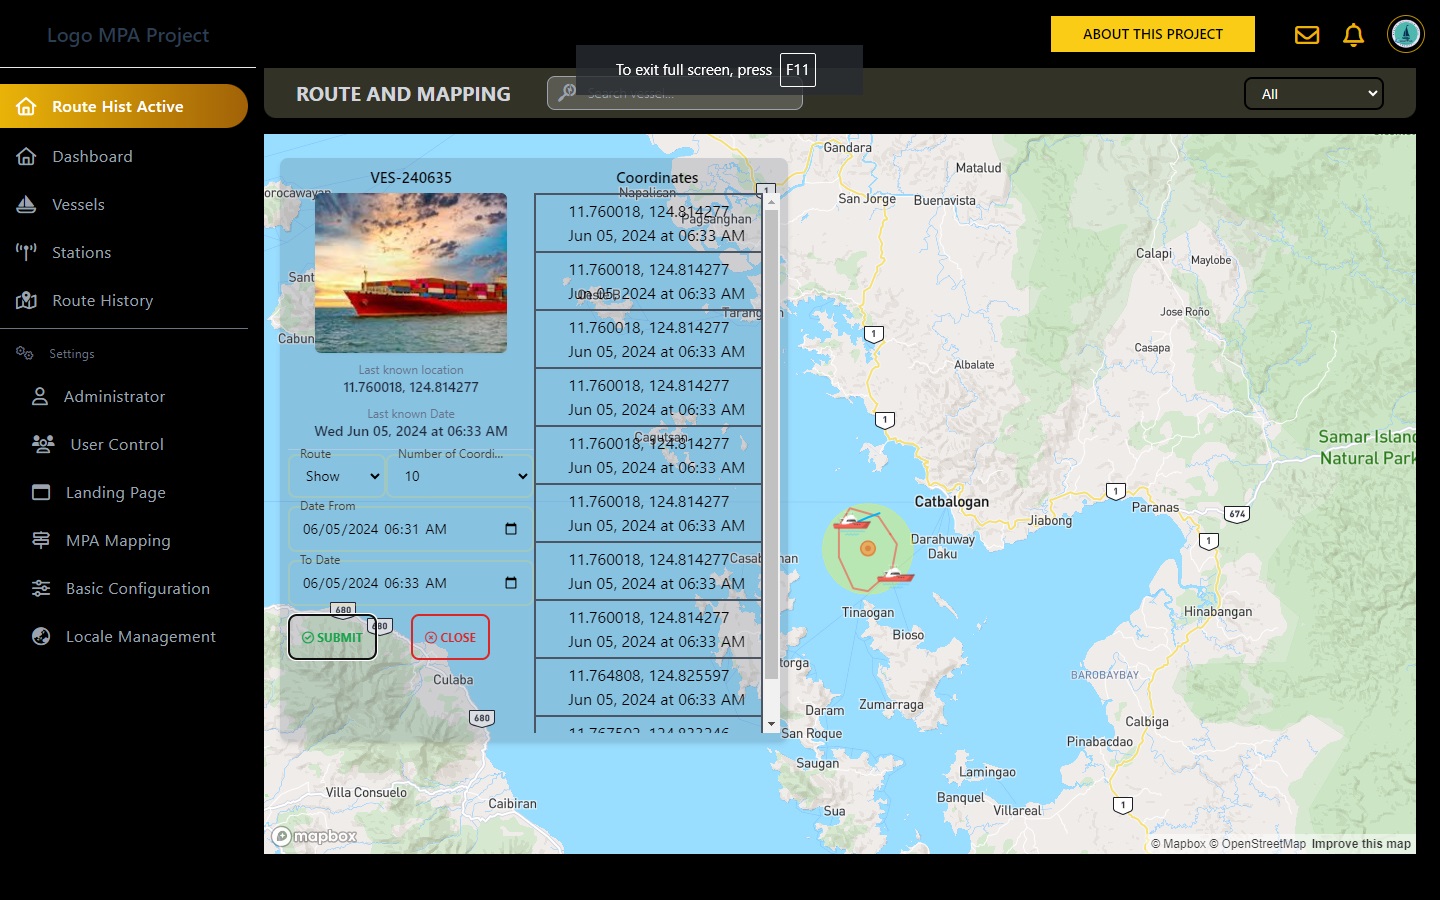 Logo MPA Project
ABOUT THIS PROJECT
To exit full screen, press F11
Route Hist Active
Dashboard
Vessels
Stations
Route History
Settings
Administrator
User Control
Landing Page
MPA Mapping
Basic Configuration
Locale Management
ROUTE AND MAPPING
Search vessel...
All
VES-240635
Last known location
11.760018, 124.814277
Last known Date
Wed Jun 05, 2024 at 06:33 AM
Route
Show
Number of Coordi...
10
Date From
06/05/2024 06:31 AM
To Date
06/05/2024 06:33 AM
SUBMIT
CLOSE
Coordinates
11.760018, 124.814277
Jun 05, 2024 at 06:33 AM
11.760018, 124.814277
Jun 05, 2024 at 06:33 AM
11.760018, 124.814277
Jun 05, 2024 at 06:33 AM
11.760018, 124.814277
Jun 05, 2024 at 06:33 AM
11.760018, 124.814277
Jun 05, 2024 at 06:33 AM
11.760018, 124.814277
Jun 05, 2024 at 06:33 AM
11.760018, 124.814277
Jun 05, 2024 at 06:33 AM
11.760018, 124.814277
Jun 05, 2024 at 06:33 AM
11.764808, 124.825597
Jun 05, 2024 at 06:33 AM
11.767502, 124.833246
orocawayan
Napalisan
1
Pagsanghan
Sant
Cabun
Tarang
Cagutsan
680
680
Culaba
680
Villa Consuelo
Caibiran
Gandara
Matalud
San Jorge
Buenavista
Calapi
Maylobe
Jose Roño
1
Casapa
Albalate
1
Samar Island
Natural Park
Catbalogan
1
Paranas
674
Jiabong
1
Darahuway
Daku
Tinaogan
Hinabangan
Bioso
torga
BAROBAYBAY
Zumarraga
Daram
Calbiga
San Roque
Pinabacdao
Saugan
Lamingao
Banquel
Villareal
1
Sua
mapbox
© Mapbox © OpenStreetMap Improve this map